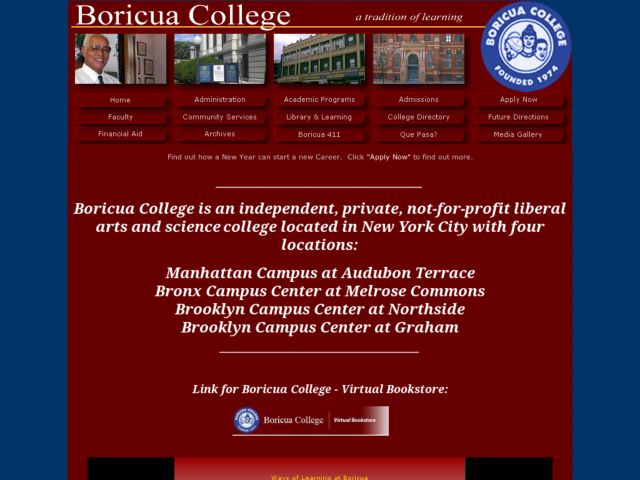 Boricua College
a tradition of learning
BORICUA COLLEGE
FOUNDED 1974
Home
Administration
Academic Programs
Admissions
Apply Now
Faculty
Community Services
Library & Learning
College Directory
Future Directions
Financial Aid
Archives
Boricua 411
Que Pasa?
Media Gallery
Find out how a New Year can start a new Career. Click "Apply Now" to find out more.
Boricua College is an independent, private, not-for-profit liberal
arts and science college located in New York City with four
locations:
Manhattan Campus at Audubon Terrace
Bronx Campus Center at Melrose Commons
Brooklyn Campus Center at Northside
Brooklyn Campus Center at Graham
Link for Boricua College - Virtual Bookstore:
Boricua College
Virtual Bookstore
Ways of Learning at Boricua